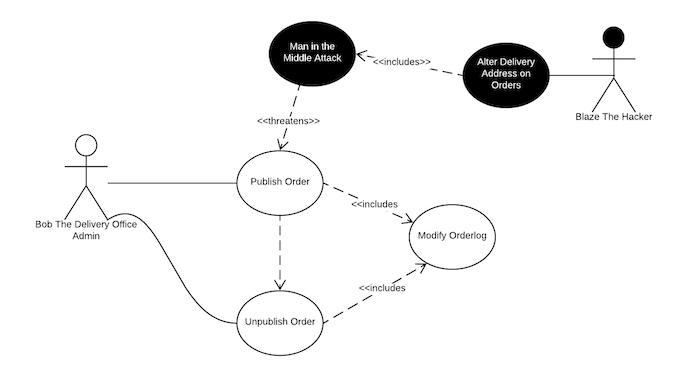 Man in the
Middle Attack
<<includes>>
Alter Delivery
Address on
Orders
Blaze The Hacker
<<threatens>>
Publish Order
<<includes
Bob The Delivery Office
Admin
Modify Orderlog
<<includes
Unpublish Order